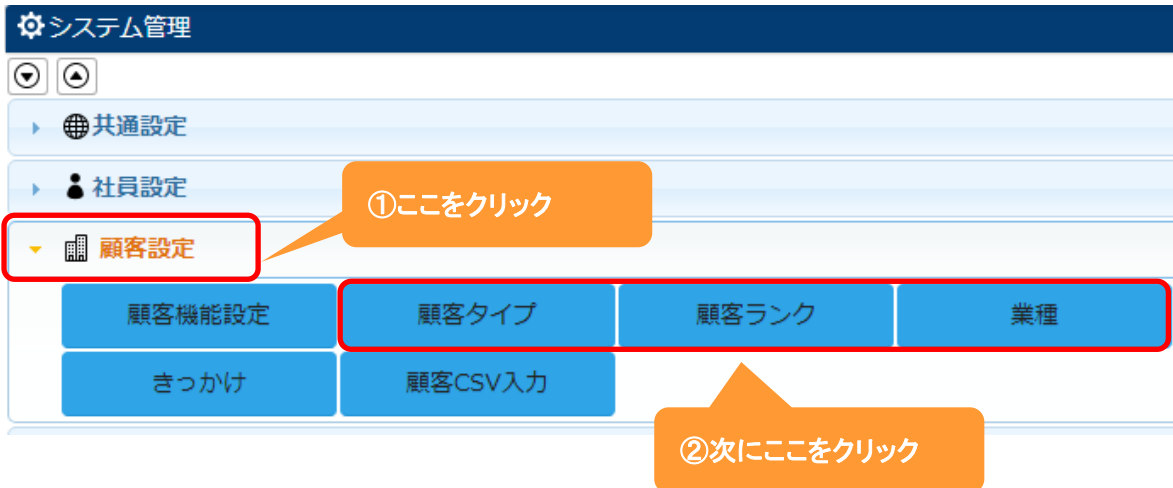 システム管理
共通設定
社員設定
①ここをクリック
顧客設定
顧客機能設定
顧客タイプ
顧客ランク
業種
きっかけ
顧客CSV入力
②次にここをクリック